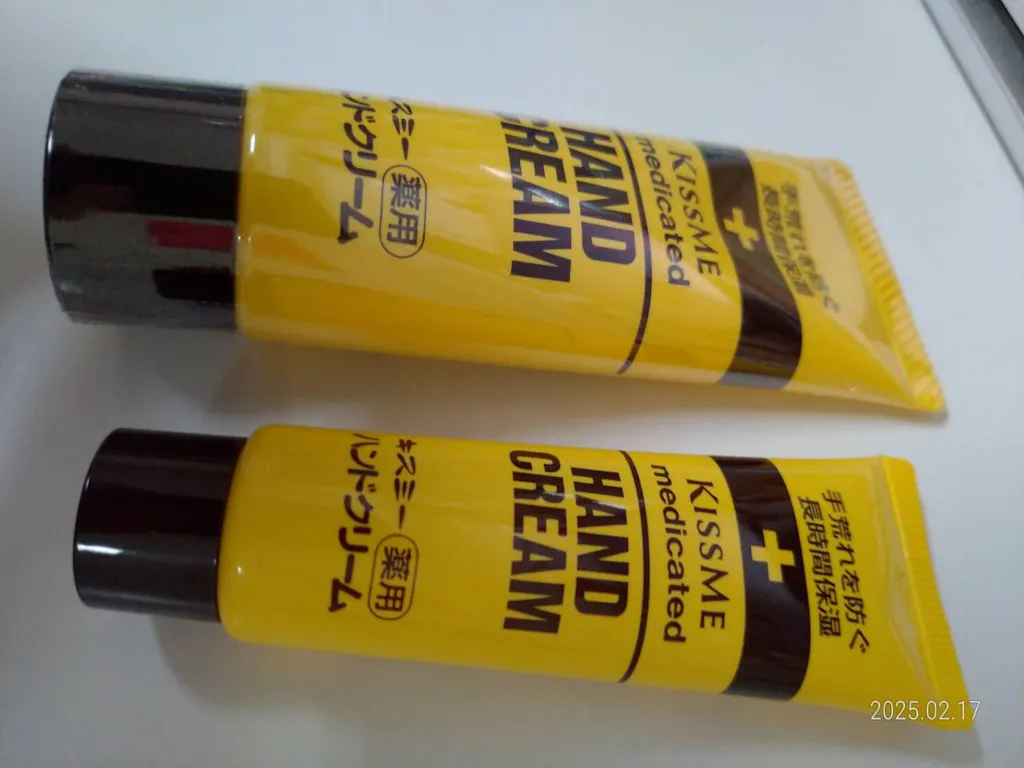 手荒れを防ぐ
長時間保湿
KISSME
medicated
HAND
CREAM
キスミー 薬用
ハンドクリーム
手荒れを防ぐ
長時間保湿
KISSME
medicated
HAND
CREAM
キスミー 薬用
ハンドクリーム
2025.02.17